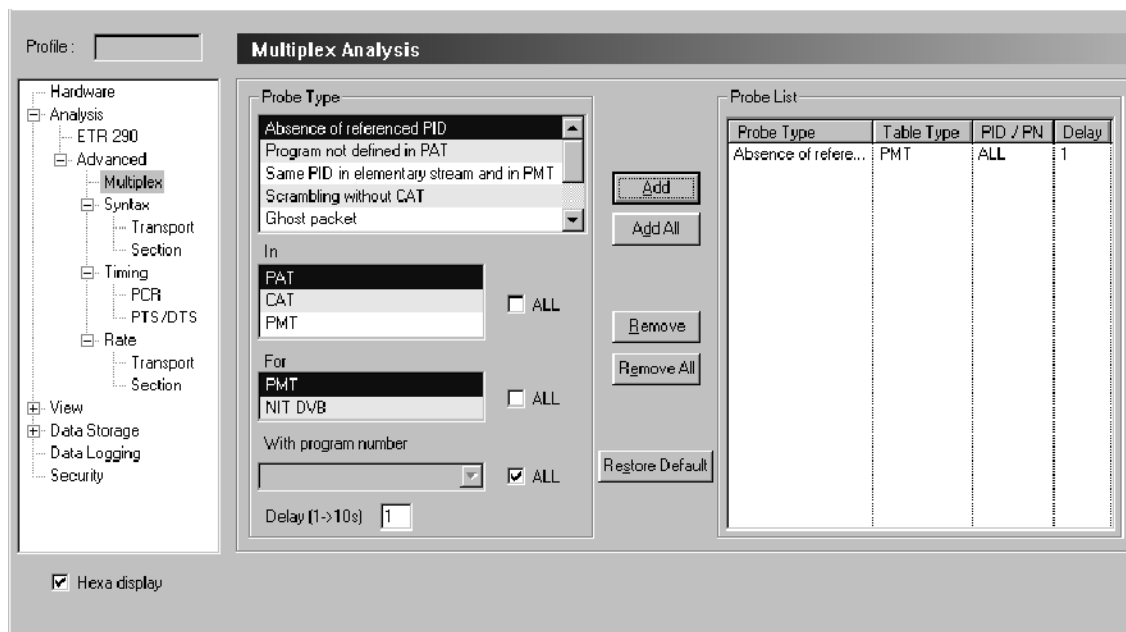 Profile :
Multiplex Analysis
Hardware
Analysis
ETR 290
Advanced
Multiplex
Syntax
Transport
Section
Timing
PCR
PTS/DTS
Rate
Transport
Section
View
Data Storage
Data Logging
Security
Hexa display
Probe Type
Absence of referenced PID
Program not defined in PAT
Same PID in elementary stream and in PMT
Scrambling without CAT
Ghost packet
In
PAT
CAT
PMT
ALL
For
PMT
NIT DVB
ALL
With program number
ALL
Delay (1->10s) 1
Add
Add All
Remove
Remove All
Restore Default
Probe List
Probe Type Table Type PID / PN Delay
Absence of refere... PMT ALL 1